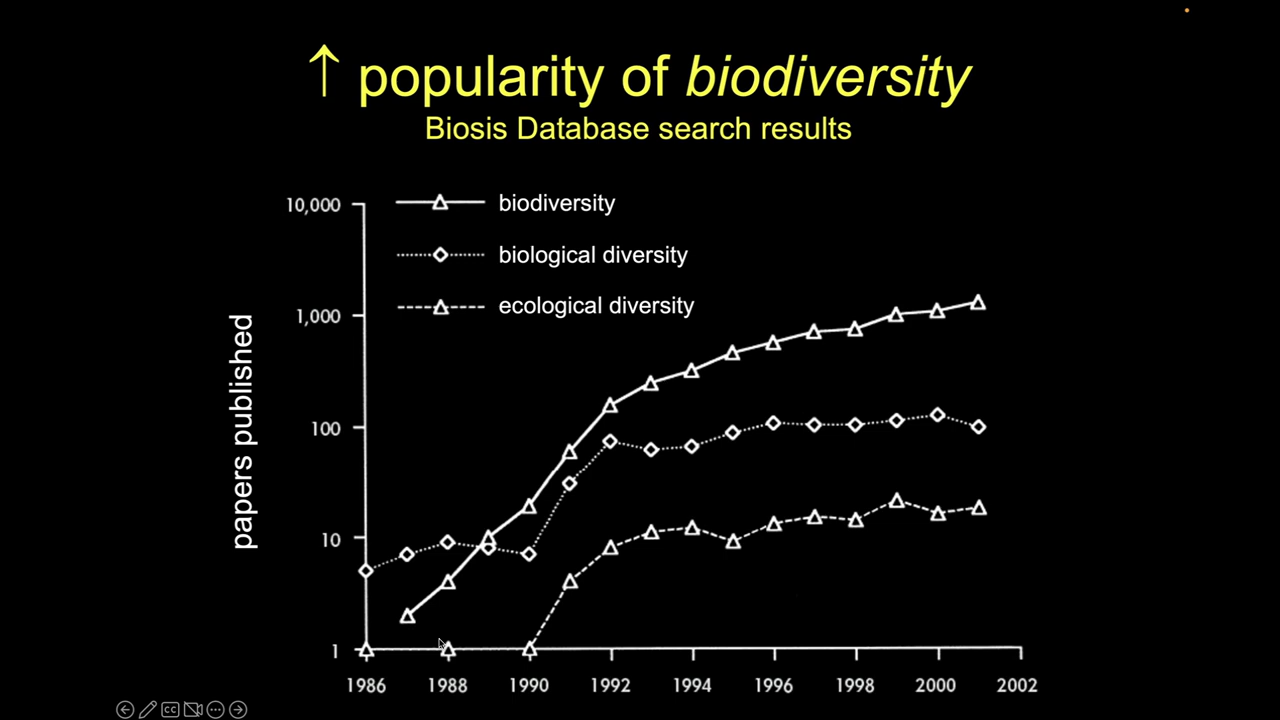 ↑ popularity of biodiversity
Biosis Database search results
10,000
1,000
100
10
1
papers published
biodiversity
biological diversity
ecological diversity
1986 1988 1990 1992 1994 1996 1998 2000 2002
CC